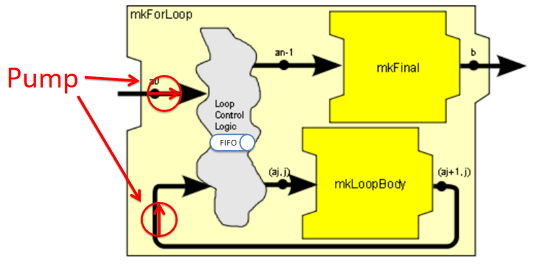 mkForLoop
an-1
b
Pump
a0
mkFinal
Loop
Control
Logic
FIFO
(aj,j)
(aj+1,j)
mkLoopBody